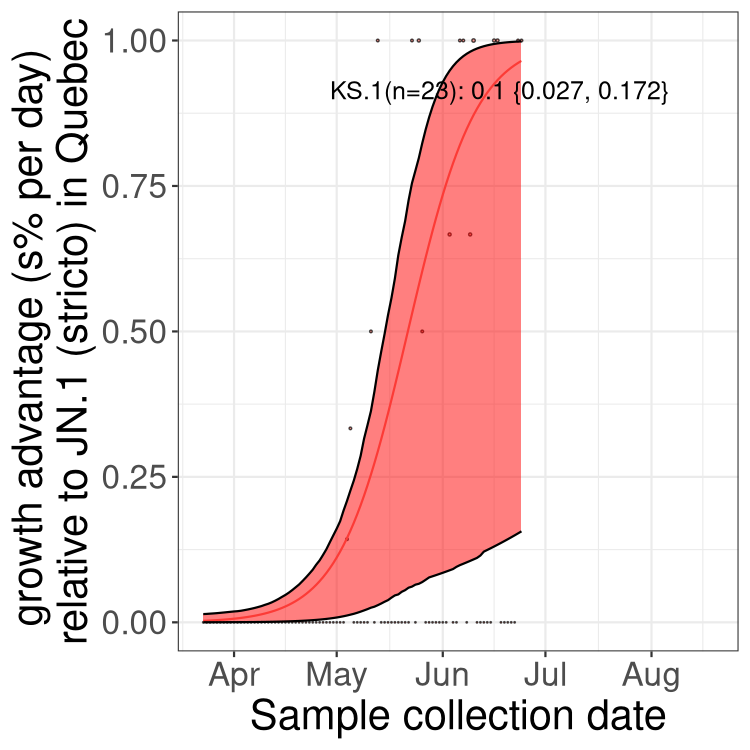 growth advantage (s% per day)
relative to JN.1 (stricto) in Quebec
1.00
0.75
0.50
0.25
0.00
KS.1(n=23): 0.1 {0.027, 0.172}
Apr May Jun Jul Aug
Sample collection date